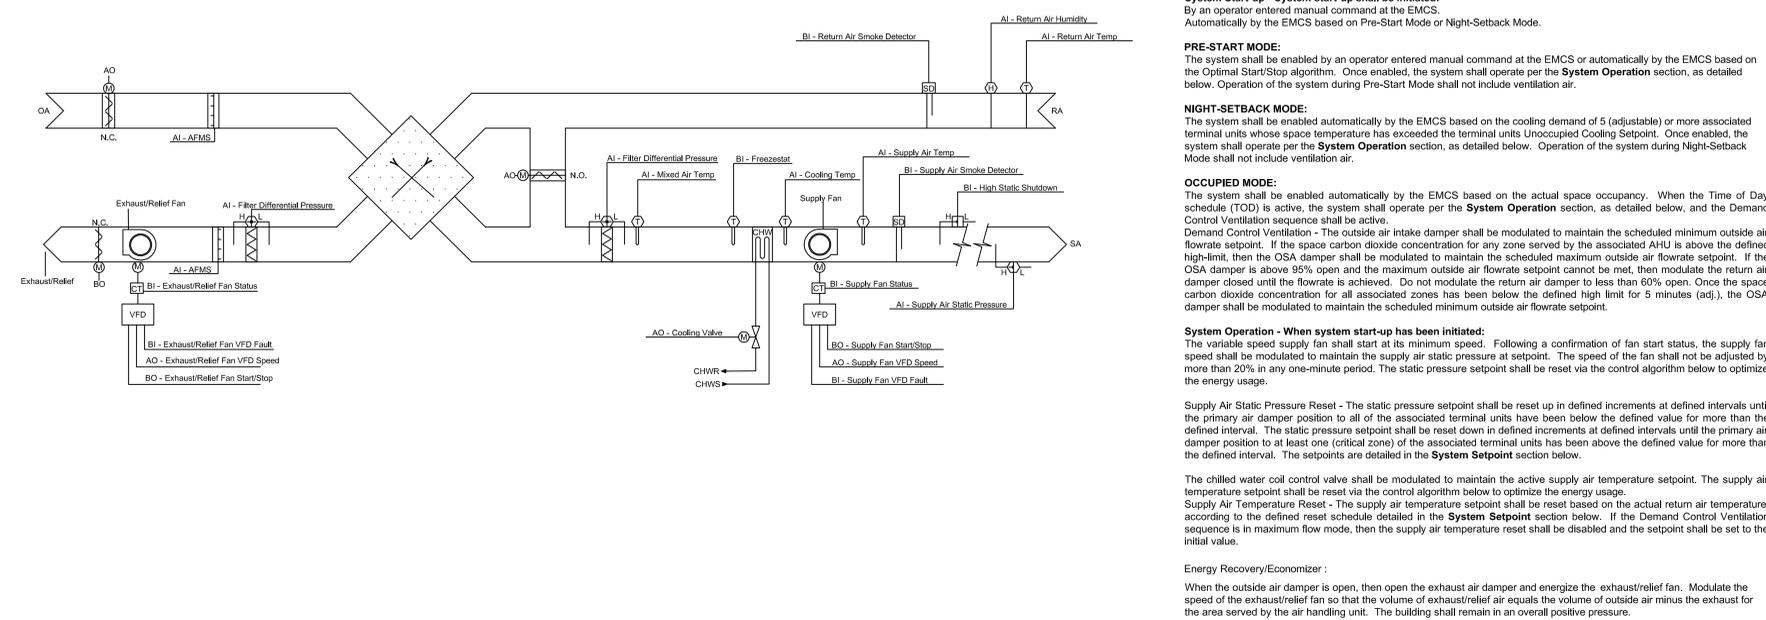 AI - Return Air Humidity
BI - Return Air Smoke Detector
AI - Return Air Temp
AO
M
SD
H
T
OA
RA
N.C.
AI - AFMS
AO
M
N.O.
AI - Filter Differential Pressure
BI - Freezestat
AI - Supply Air Temp
AI - Mixed Air Temp
AI - Cooling Temp
BI - Supply Air Smoke Detector
BI - High Static Shutdown
Exhaust/Relief Fan
AI - Filter Differential Pressure
Supply Fan
N.C.
H
L
H
L
T
T
T
T
SD
H
L
CHW
SA
M
BO
M
AI - AFMS
M
H
L
Exhaust/Relief
CT
BI - Exhaust/Relief Fan Status
CT
BI - Supply Fan Status
AI - Supply Air Static Pressure
VFD
VFD
AO - Cooling Valve
M
BI - Exhaust/Relief Fan VFD Fault
AO - Exhaust/Relief Fan VFD Speed
BO - Exhaust/Relief Fan Start/Stop
BO - Supply Fan Start/Stop
AO - Supply Fan VFD Speed
BI - Supply Fan VFD Fault
CHWR
CHWS
By an operator entered manual command at the EMCS.
Automatically by the EMCS based on Pre-Start Mode or Night-Setback Mode.
PRE-START MODE:
The system shall be enabled by an operator entered manual command at the EMCS or automatically by the EMCS based on
the Optimal Start/Stop algorithm. Once enabled, the system shall operate per the System Operation section, as detailed
below. Operation of the system during Pre-Start Mode shall not include ventilation air.
NIGHT-SETBACK MODE:
The system shall be enabled automatically by the EMCS based on the cooling demand of 5 (adjustable) or more associated
terminal units whose space temperature has exceeded the terminal units Unoccupied Cooling Setpoint. Once enabled, the
system shall operate per the System Operation section, as detailed below. Operation of the system during Night-Setback
Mode shall not include ventilation air.
OCCUPIED MODE:
The system shall be enabled automatically by the EMCS based on the actual space occupancy. When the Time of Day
schedule (TOD) is active, the system shall operate per the System Operation section, as detailed below, and the Demand
Control Ventilation sequence shall be active.
Demand Control Ventilation - The outside air intake damper shall be modulated to maintain the scheduled minimum outside air
flowrate setpoint. If the space carbon dioxide concentration for any zone served by the associated AHU is above the defined
high-limit, then the OSA damper shall be modulated to maintain the scheduled maximum outside air flowrate setpoint. If the
OSA damper is above 95% open and the maximum outside air flowrate setpoint cannot be met, then modulate the return air
damper closed until the flowrate is achieved. Do not modulate the return air damper to less than 60% open. Once the space
carbon dioxide concentration for all associated zones has been below the defined high limit for 5 minutes (adj.), the OSA
damper shall be modulated to maintain the scheduled minimum outside air flowrate setpoint.
System Operation - When system start-up has been initiated:
The variable speed supply fan shall start at its minimum speed. Following a confirmation of fan start status, the supply fan
speed shall be modulated to maintain the supply air static pressure at setpoint. The speed of the fan shall not be adjusted by
more than 20% in any one-minute period. The static pressure setpoint shall be reset via the control algorithm below to optimize
the energy usage.
Supply Air Static Pressure Reset - The static pressure setpoint shall be reset up in defined increments at defined intervals until
the primary air damper position to all of the associated terminal units have been below the defined value for more than the
defined interval. The static pressure setpoint shall be reset down in defined increments at defined intervals until the primary air
damper position to at least one (critical zone) of the associated terminal units has been above the defined value for more than
the defined interval. The setpoints are detailed in the System Setpoint section below.
The chilled water coil control valve shall be modulated to maintain the active supply air temperature setpoint. The supply air
temperature setpoint shall be reset via the control algorithm below to optimize the energy usage.
Supply Air Temperature Reset - The supply air temperature setpoint shall be reset based on the actual return air temperature
according to the defined reset schedule detailed in the System Setpoint section below. If the Demand Control Ventilation
sequence is in maximum flow mode, then the supply air temperature reset shall be disabled and the setpoint shall be set to the
initial value.
Energy Recovery/Economizer :
When the outside air damper is open, then open the exhaust air damper and energize the exhaust/relief fan. Modulate the
speed of the exhaust/relief fan so that the volume of exhaust/relief air equals the volume of outside air minus the exhaust for
the area served by the air handling unit. The building shall remain in an overall positive pressure.